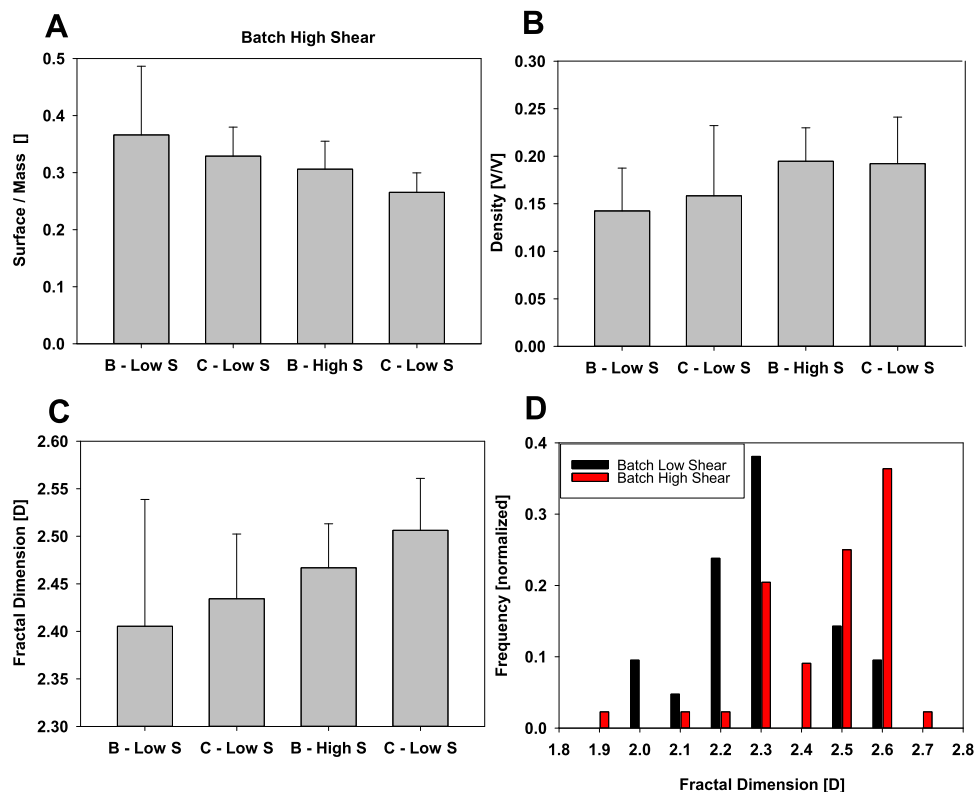 A
Batch High Shear
Surface / Mass []
0.5
0.4
0.3
0.2
0.1
0.0
B - Low S C - Low S B - High S C - Low S
B
Density [V/V]
0.30
0.25
0.20
0.15
0.10
0.05
0.00
B - Low S C - Low S B - High S C - Low S
C
Fractal Dimension [D]
2.60
2.55
2.50
2.45
2.40
2.35
2.30
B - Low S C - Low S B - High S C - Low S
D
Frequency [normalized]
0.4
0.3
0.2
0.1
0.0
Batch Low Shear
Batch High Shear
1.8 1.9 2.0 2.1 2.2 2.3 2.4 2.5 2.6 2.7 2.8
Fractal Dimension [D]